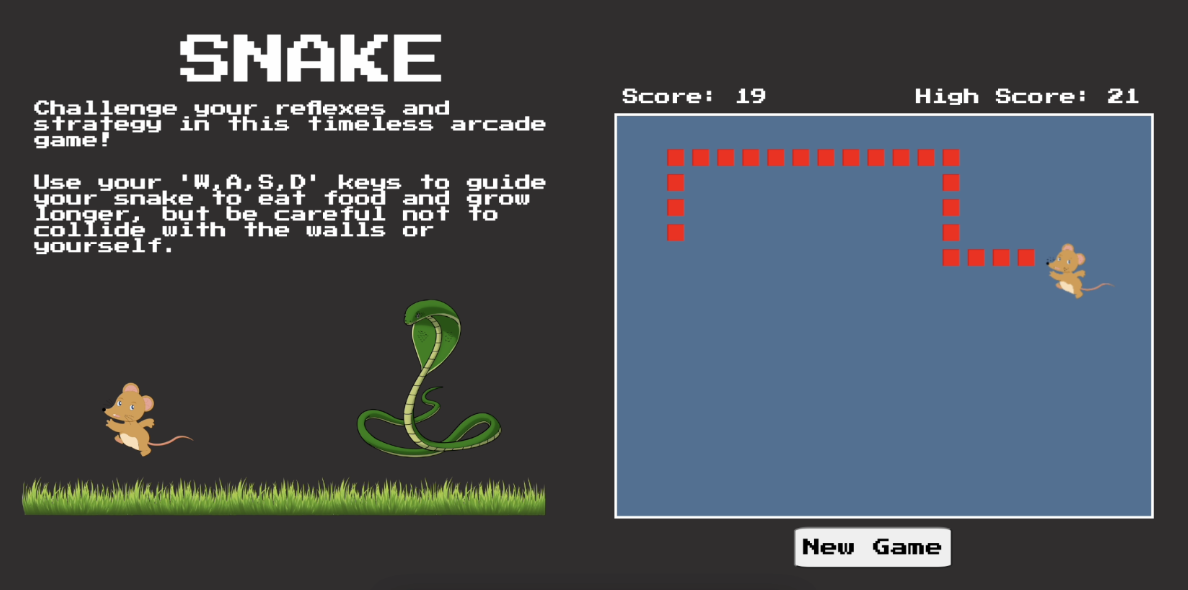 SNAKE
Challenge your reflexes and
strategy in this timeless arcade
game!
Use your 'W,A,S,D' keys to guide
your snake to eat food and grow
longer, but be careful not to
collide with the walls or
yourself.
Score: 19
High Score: 21
New Game